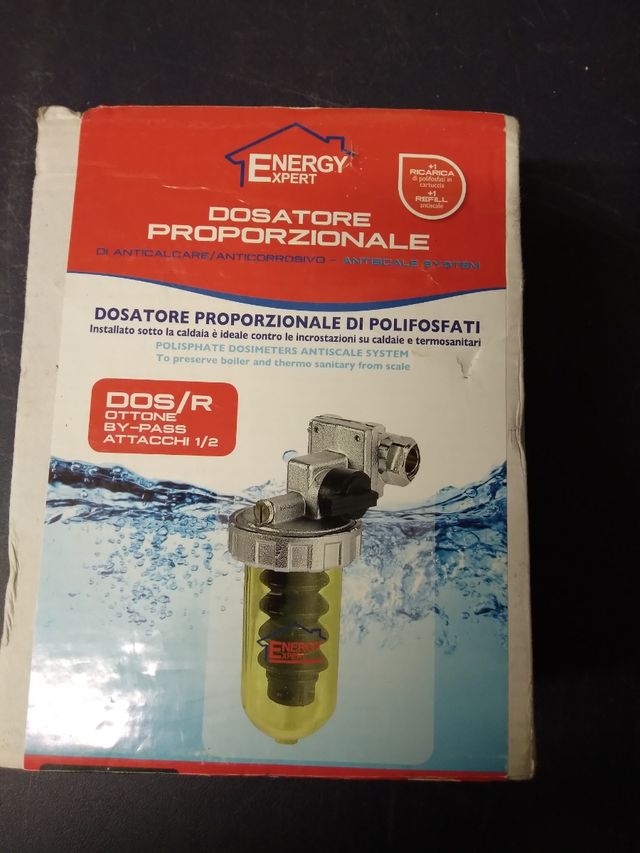 ENERGY
EXPERT
+1
RICARICA
di polifosfati in
cartuccia
+1
REFILL
antiscale
DOSATORE
PROPORZIONALE
DI ANTICALCARE/ANTICORROSIVO - ANTISCALE SYSTEM
DOSATORE PROPORZIONALE DI POLIFOSFATI
Installato sotto la caldaia è ideale contro le incrostazioni su caldaie e termosanitari
POLISPHATE DOSIMETERS ANTISCALE SYSTEM
To preserve boiler and thermo sanitary from scale
DOS/R
OTTONE
BY-PASS
ATTACCHI 1/2
ENERGY
EXPERT